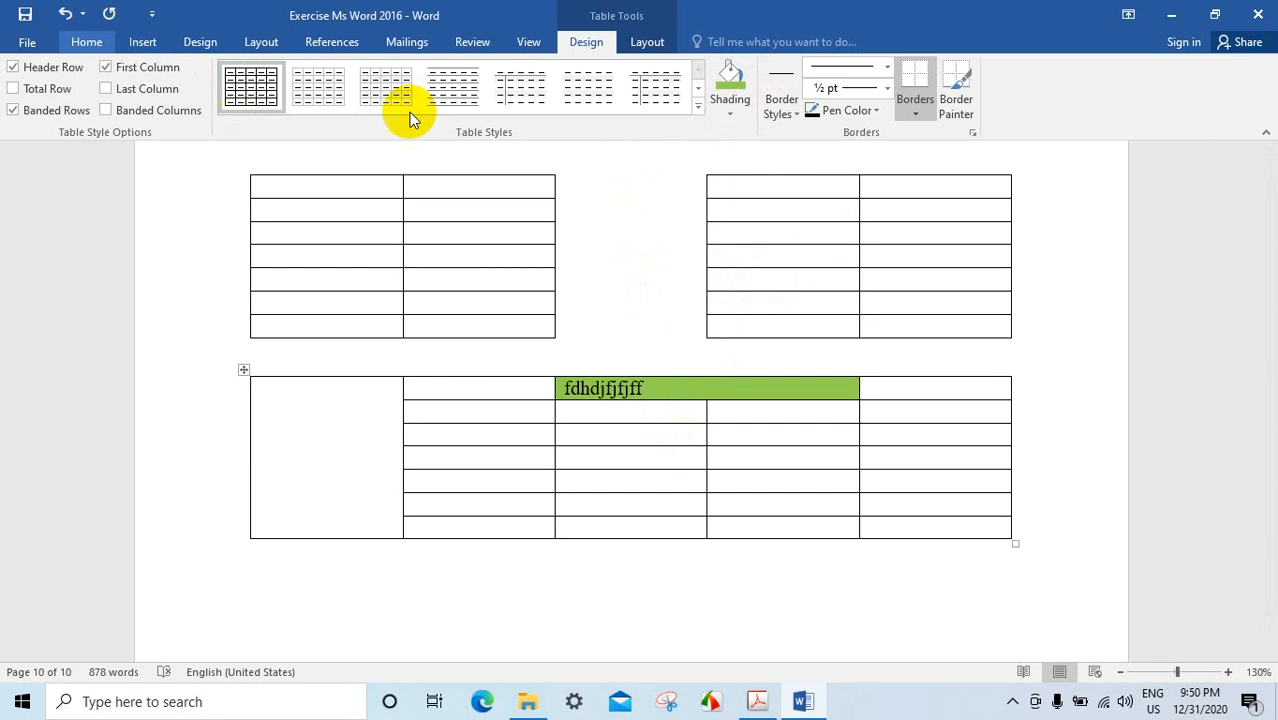 Exercise Ms Word 2016 - Word
Table Tools
File
Home
Insert
Design
Layout
References
Mailings
Review
View
Design
Layout
Tell me what you want to do...
Sign in
Share
Header Row
First Column
Total Row
Last Column
Banded Rows
Banded Columns
Table Style Options
Table Styles
Shading
Border Styles
½ pt
Pen Color
Borders
Border Painter
Borders
fdhdjfjfjff
Page 10 of 10
878 words
English (United States)
130%
Type here to search
ENG
US
9:50 PM
12/31/2020
1